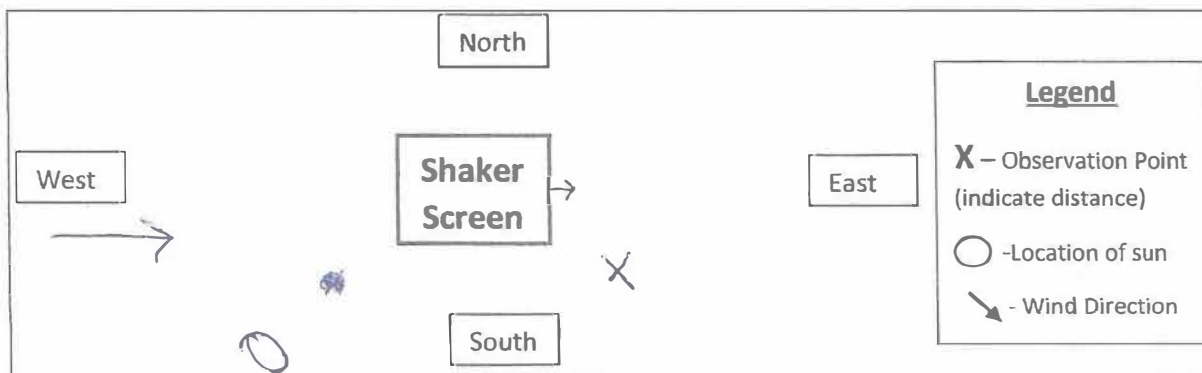 North
Legend
West
Shaker
Screen
East
X – Observation Point
(indicate distance)
-Location of sun
- Wind Direction
X
South